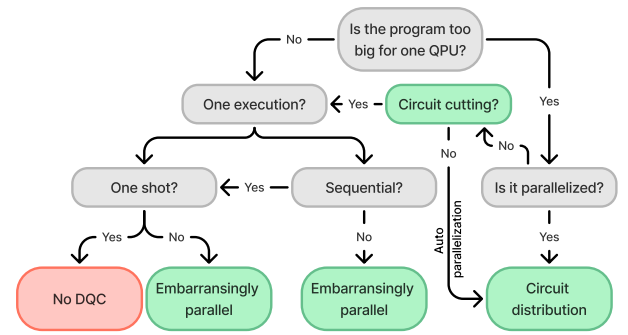 Is the program too
big for one QPU?
No
Yes
One execution?
Yes
Circuit cutting?
No
No
One shot?
Yes
Sequential?
Is it parallelized?
Auto
parallelization
Yes
No
No
Yes
No DQC
Embarransingly
parallel
Embarransingly
parallel
Circuit
distribution